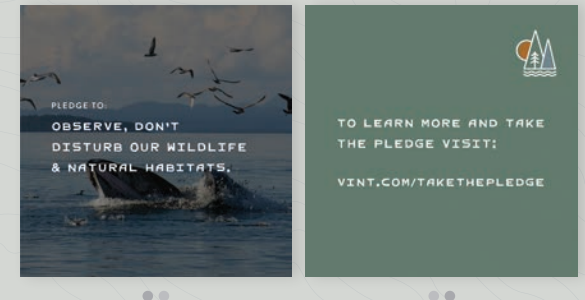 PLEDGE TO:
OBSERVE, DON'T
DISTURB OUR WILDLIFE
& NATURAL HABITATS.
TO LEARN MORE AND TAKE
THE PLEDGE VISIT:
VINT.COM/TAKETHEPLEDGE